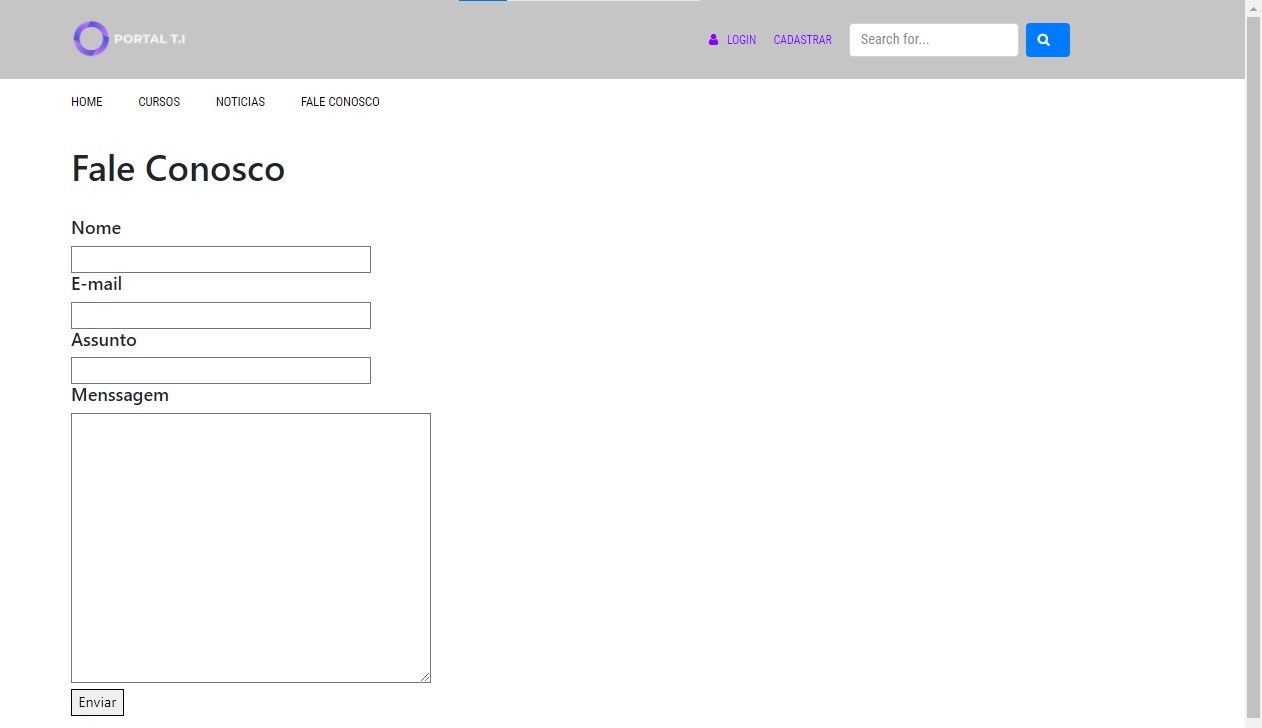 PORTAL T.I
LOGIN CADASTRAR Search for...
HOME CURSOS NOTICIAS FALE CONOSCO
Fale Conosco
Nome
E-mail
Assunto
Menssagem
Enviar